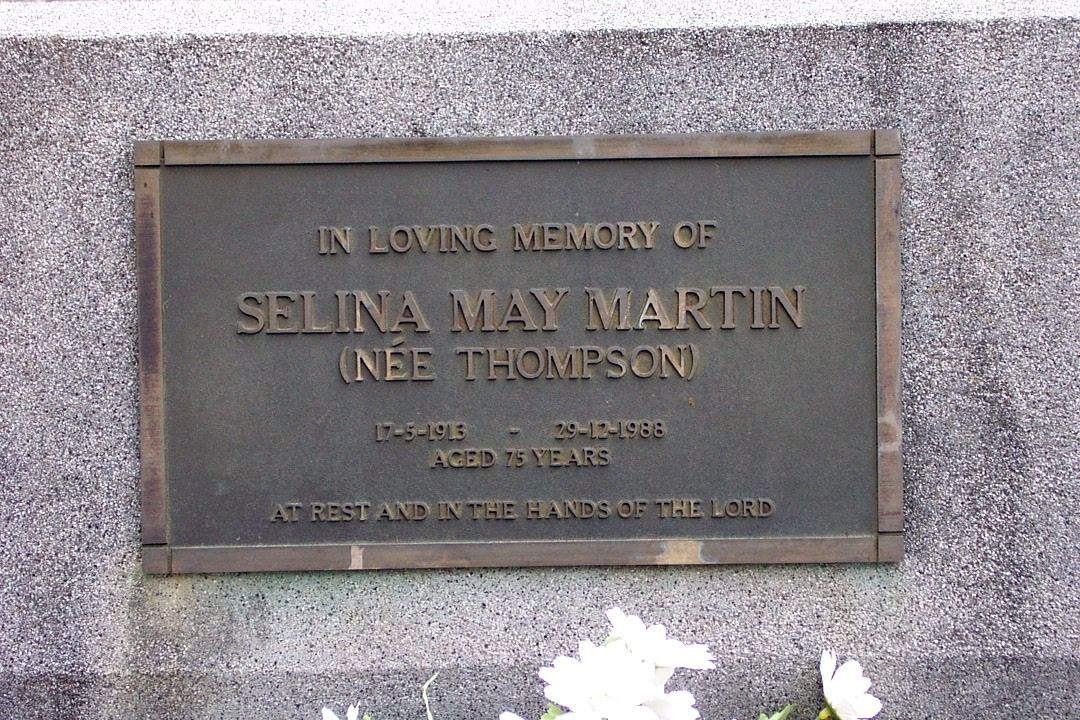 IN LOVING MEMORY OF
SELINA MAY MARTIN
(NÉE THOMPSON)
17-5-1913 - 29-12-1988
AGED 75 YEARS
AT REST AND IN THE HANDS OF THE LORD